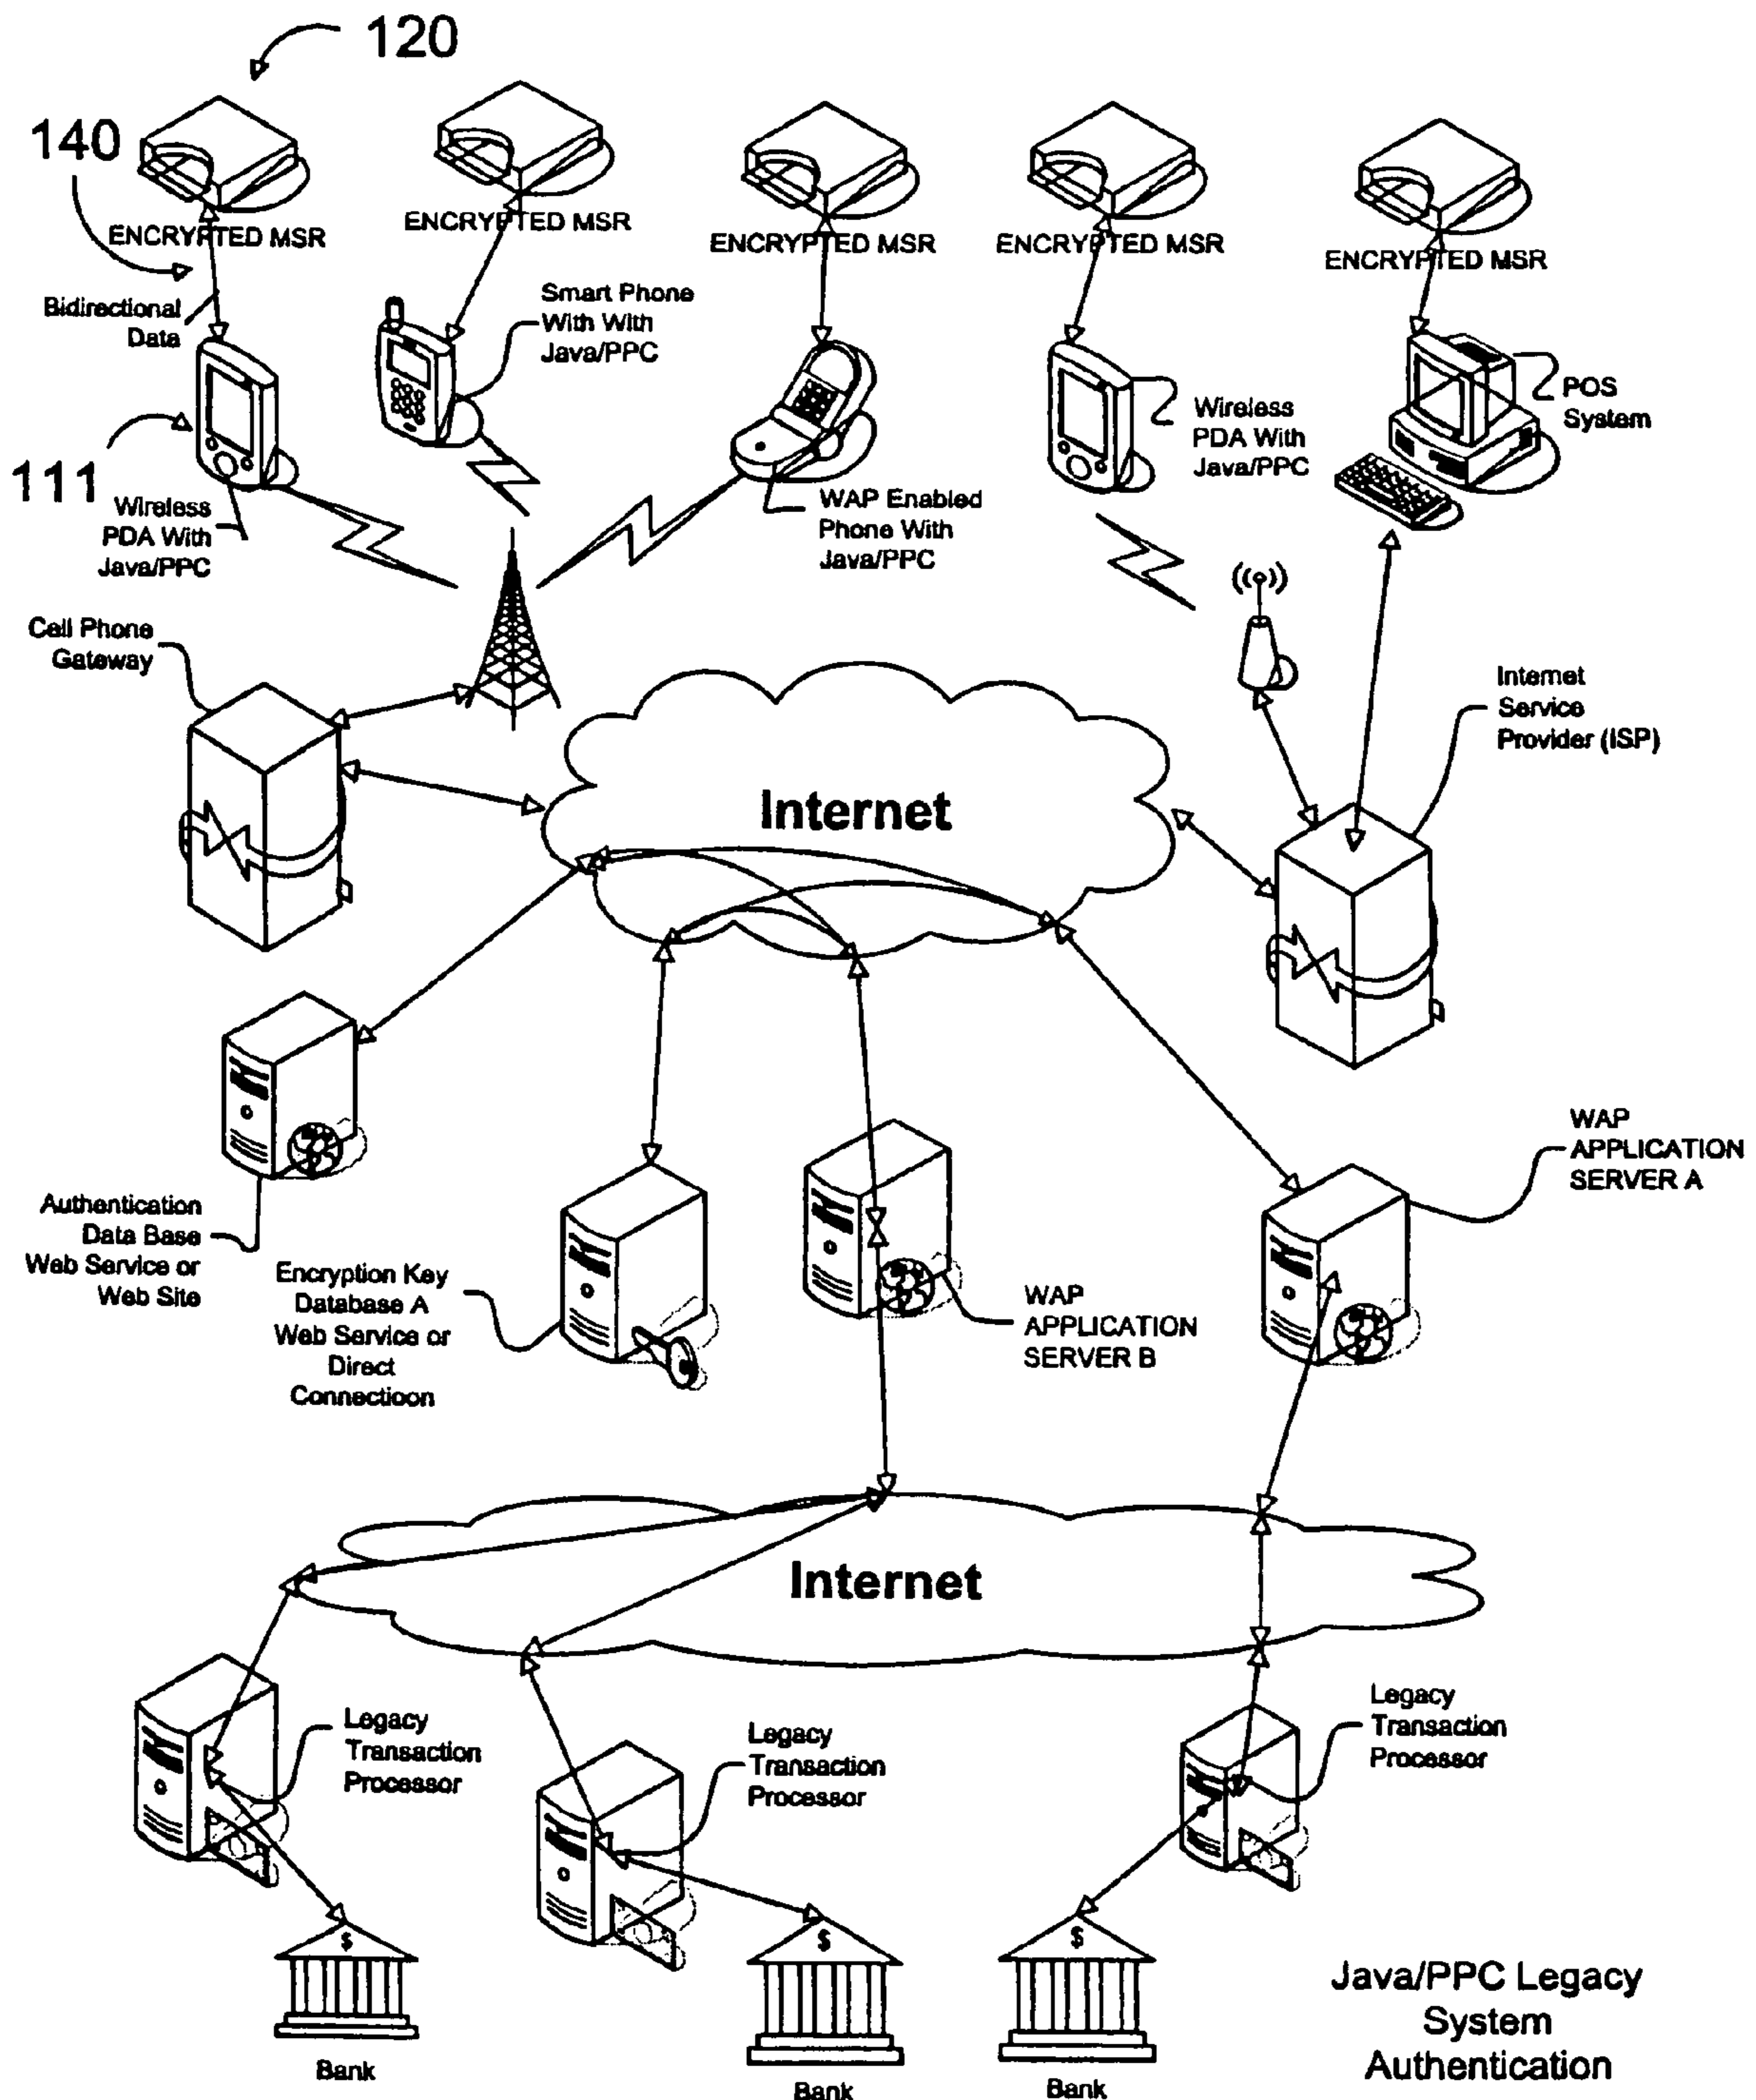 120
140
ENCRYPTED MSR
ENCRYPTED MSR
ENCRYPTED MSR
ENCRYPTED MSR
ENCRYPTED MSR
Bidirectional
Data
Smart Phone
With With
Java/PPC
111
Wireless
PDA With
Java/PPC
WAP Enabled
Phone With
Java/PPC
Wireless
PDA With
Java/PPC
POS
System
Cell Phone
Gateway
Internet
Service
Provider (ISP)
Internet
Authentication
Data Base
Web Service or
Web Site
Encryption Key
Database A
Web Service or
Direct
Connectioon
WAP
APPLICATION
SERVER B
WAP
APPLICATION
SERVER A
Internet
Legacy
Transaction
Processor
Legacy
Transaction
Processor
Legacy
Transaction
Processor
$
$
$
Bank
Bank
Bank
Java/PPC Legacy
System
Authentication